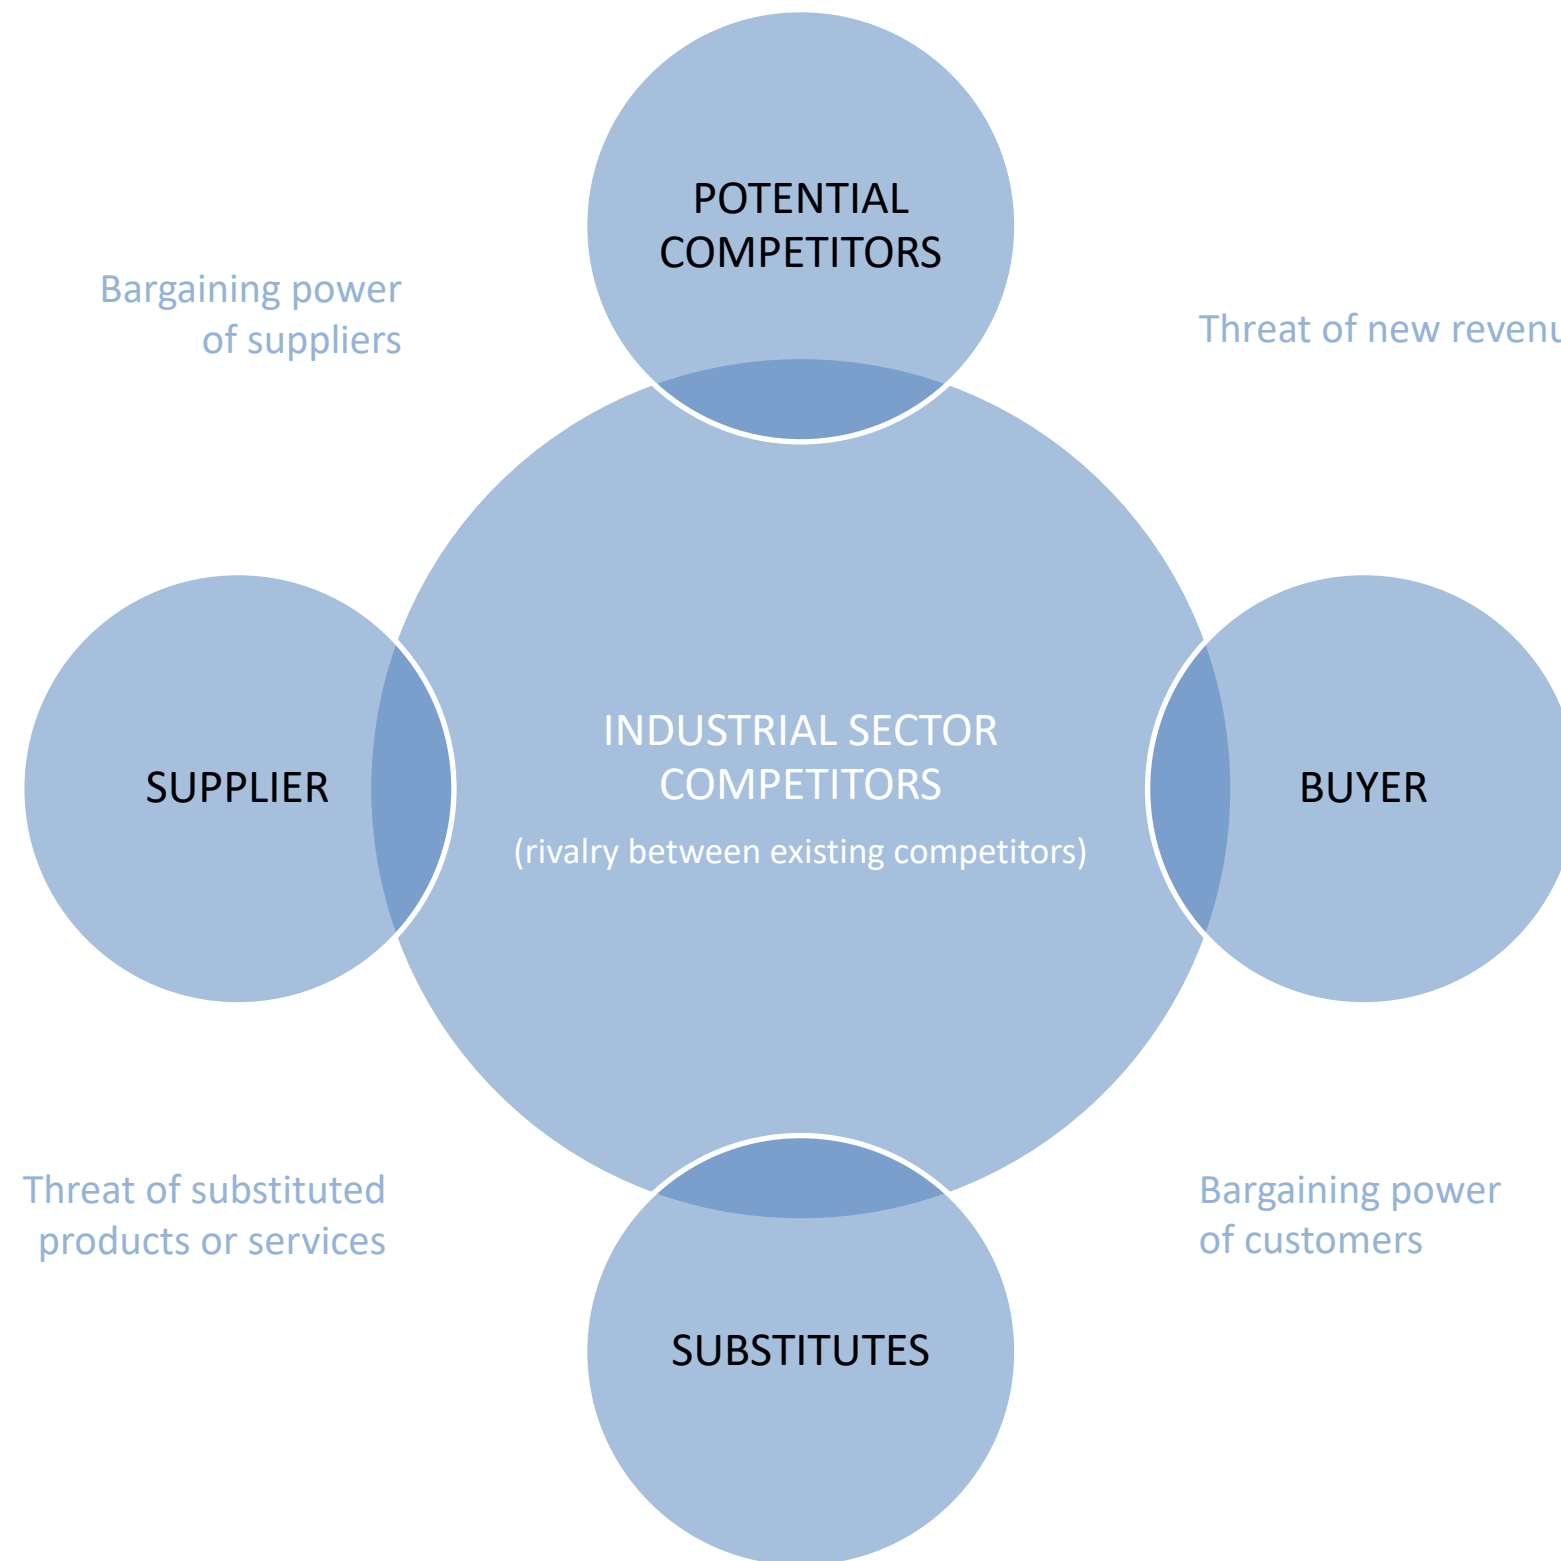 POTENTIAL
COMPETITORS
Bargaining power
of suppliers
Threat of new revenu
INDUSTRIAL SECTOR
COMPETITORS
(rivalry between existing competitors)
SUPPLIER
BUYER
Threat of substituted
products or services
Bargaining power
of customers
SUBSTITUTES